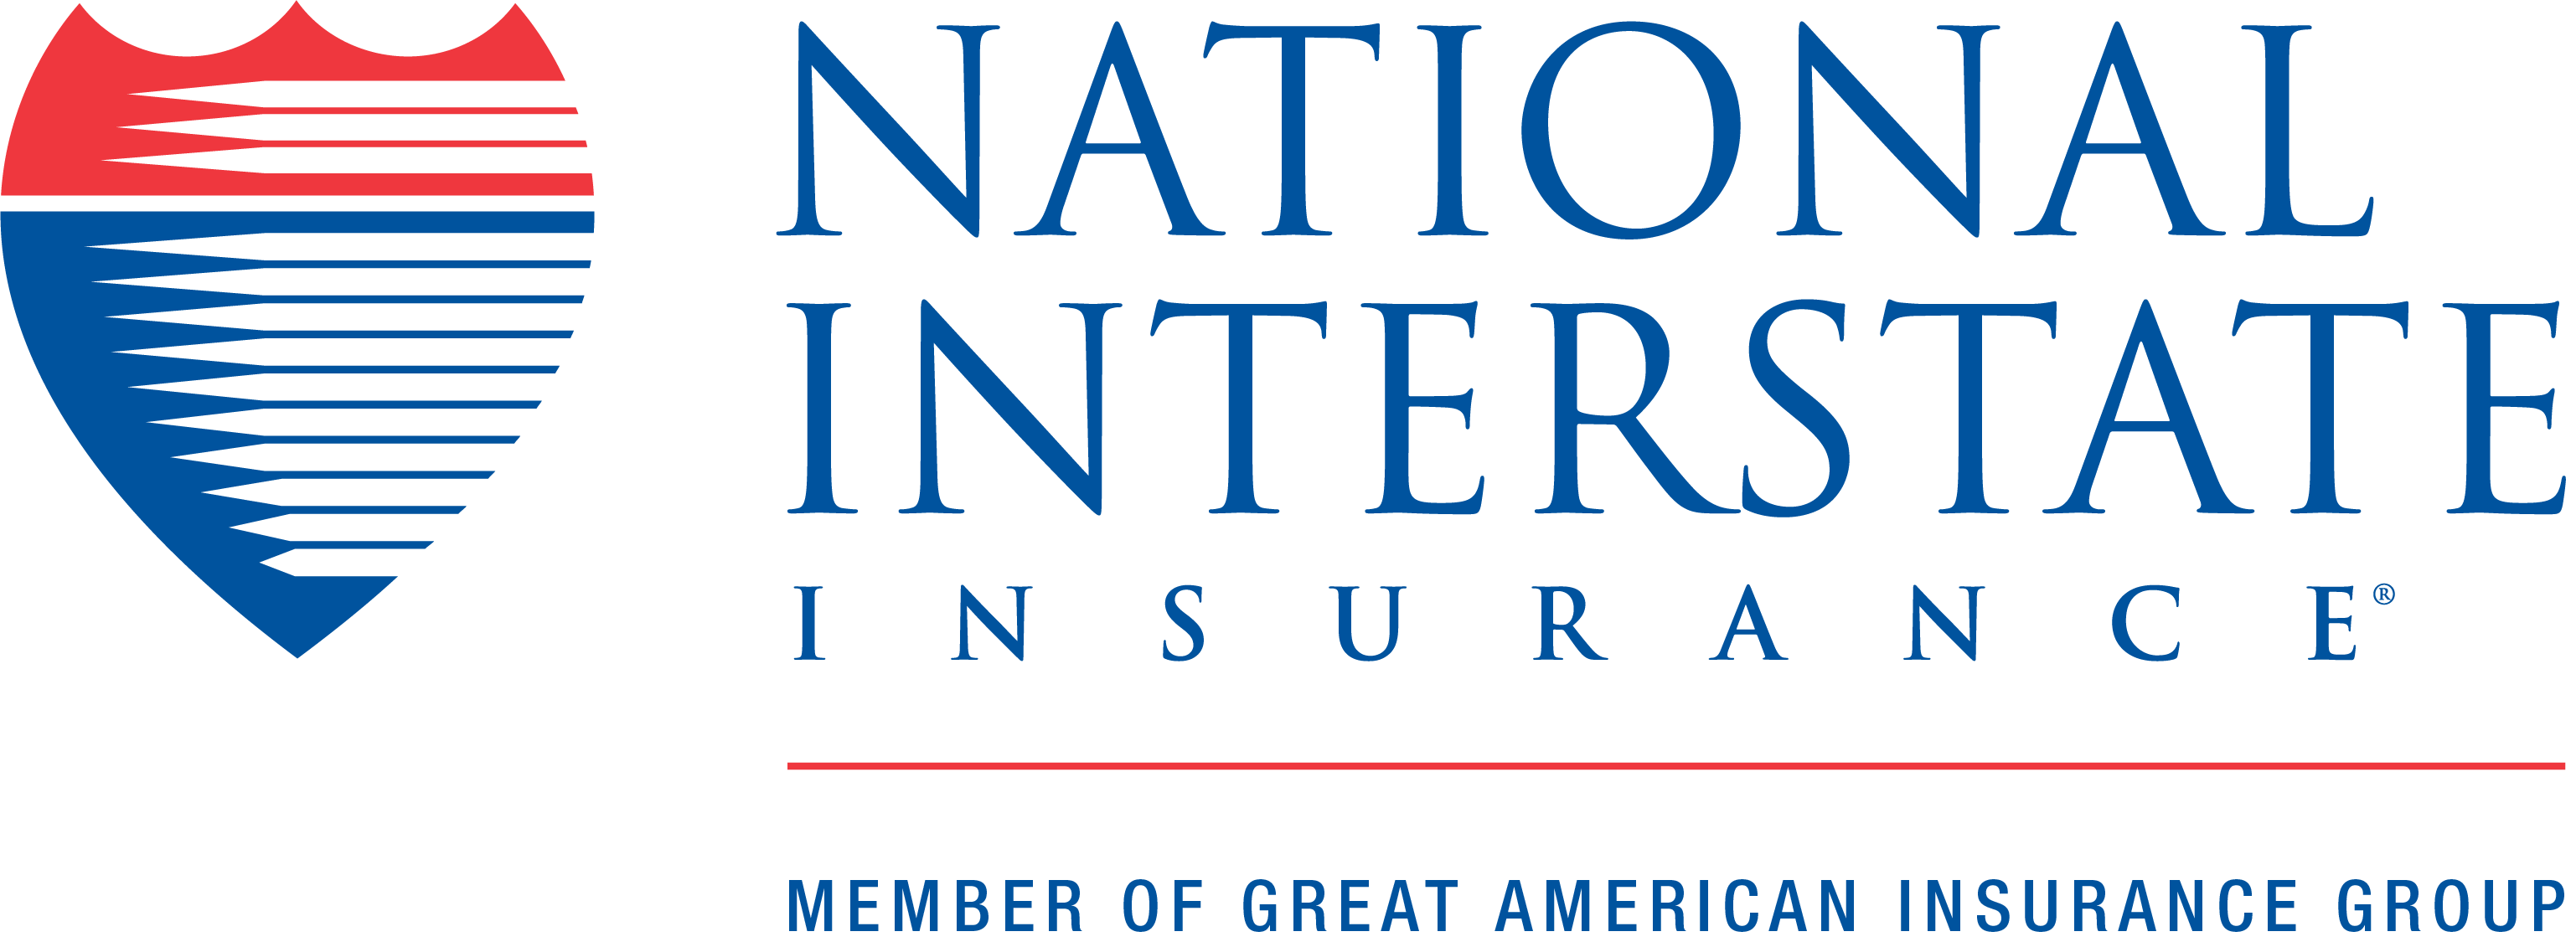 NATIONAL
INTERSTATE
INSURANCE®
MEMBER OF GREAT AMERICAN INSURANCE GROUP